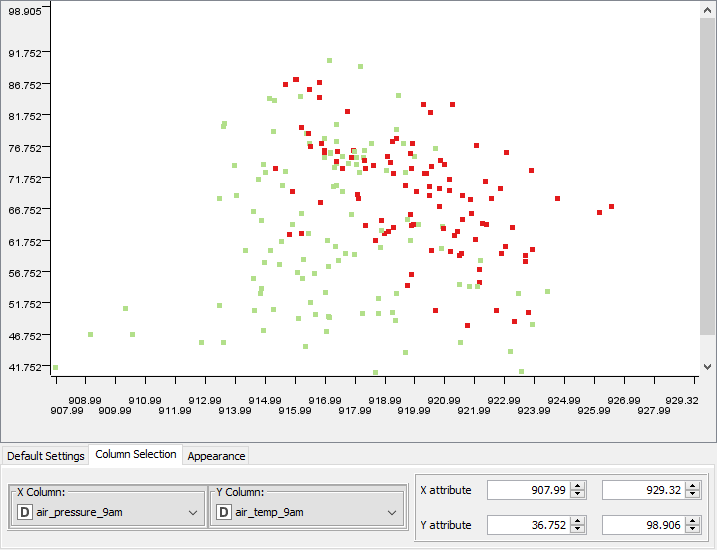 98.905
91.752
86.752
81.752
76.752
71.752
66.752
61.752
56.752
51.752
46.752
41.752
908.99 910.99 912.99 914.99 916.99 918.99 920.99 922.99 924.99 926.99 929.32
907.99 909.99 911.99 913.99 915.99 917.99 919.99 921.99 923.99 925.99 927.99
Default Settings Column Selection Appearance
X Column: Y Column:
D air_pressure_9am D air_temp_9am
X attribute 907.99 929.32
Y attribute 36.752 98.906